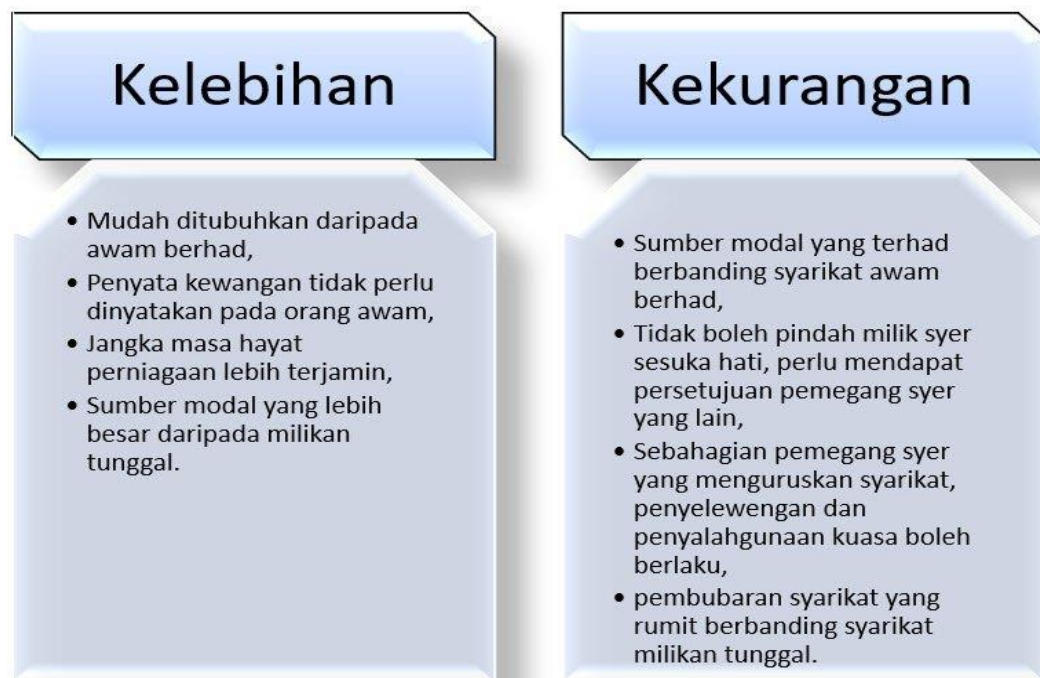 Kelebihan
• Mudah ditubuhkan daripada
awam berhad,
• Penyata kewangan tidak perlu
dinyatakan pada orang awam,
• Jangka masa hayat
perniagaan lebih terjamin,
• Sumber modal yang lebih
besar daripada milikan
tunggal.
Kekurangan
• Sumber modal yang terhad
berbanding syarikat awam
berhad,
• Tidak boleh pindah milik syer
sesuka hati, perlu mendapat
persetujuan pemegang syer
yang lain,
• Sebahagian pemegang syer
yang menguruskan syarikat,
penyelewengan dan
penyalahgunaan kuasa boleh
berlaku,
• pembubaran syarikat yang
rumit berbanding syarikat
milikan tunggal.